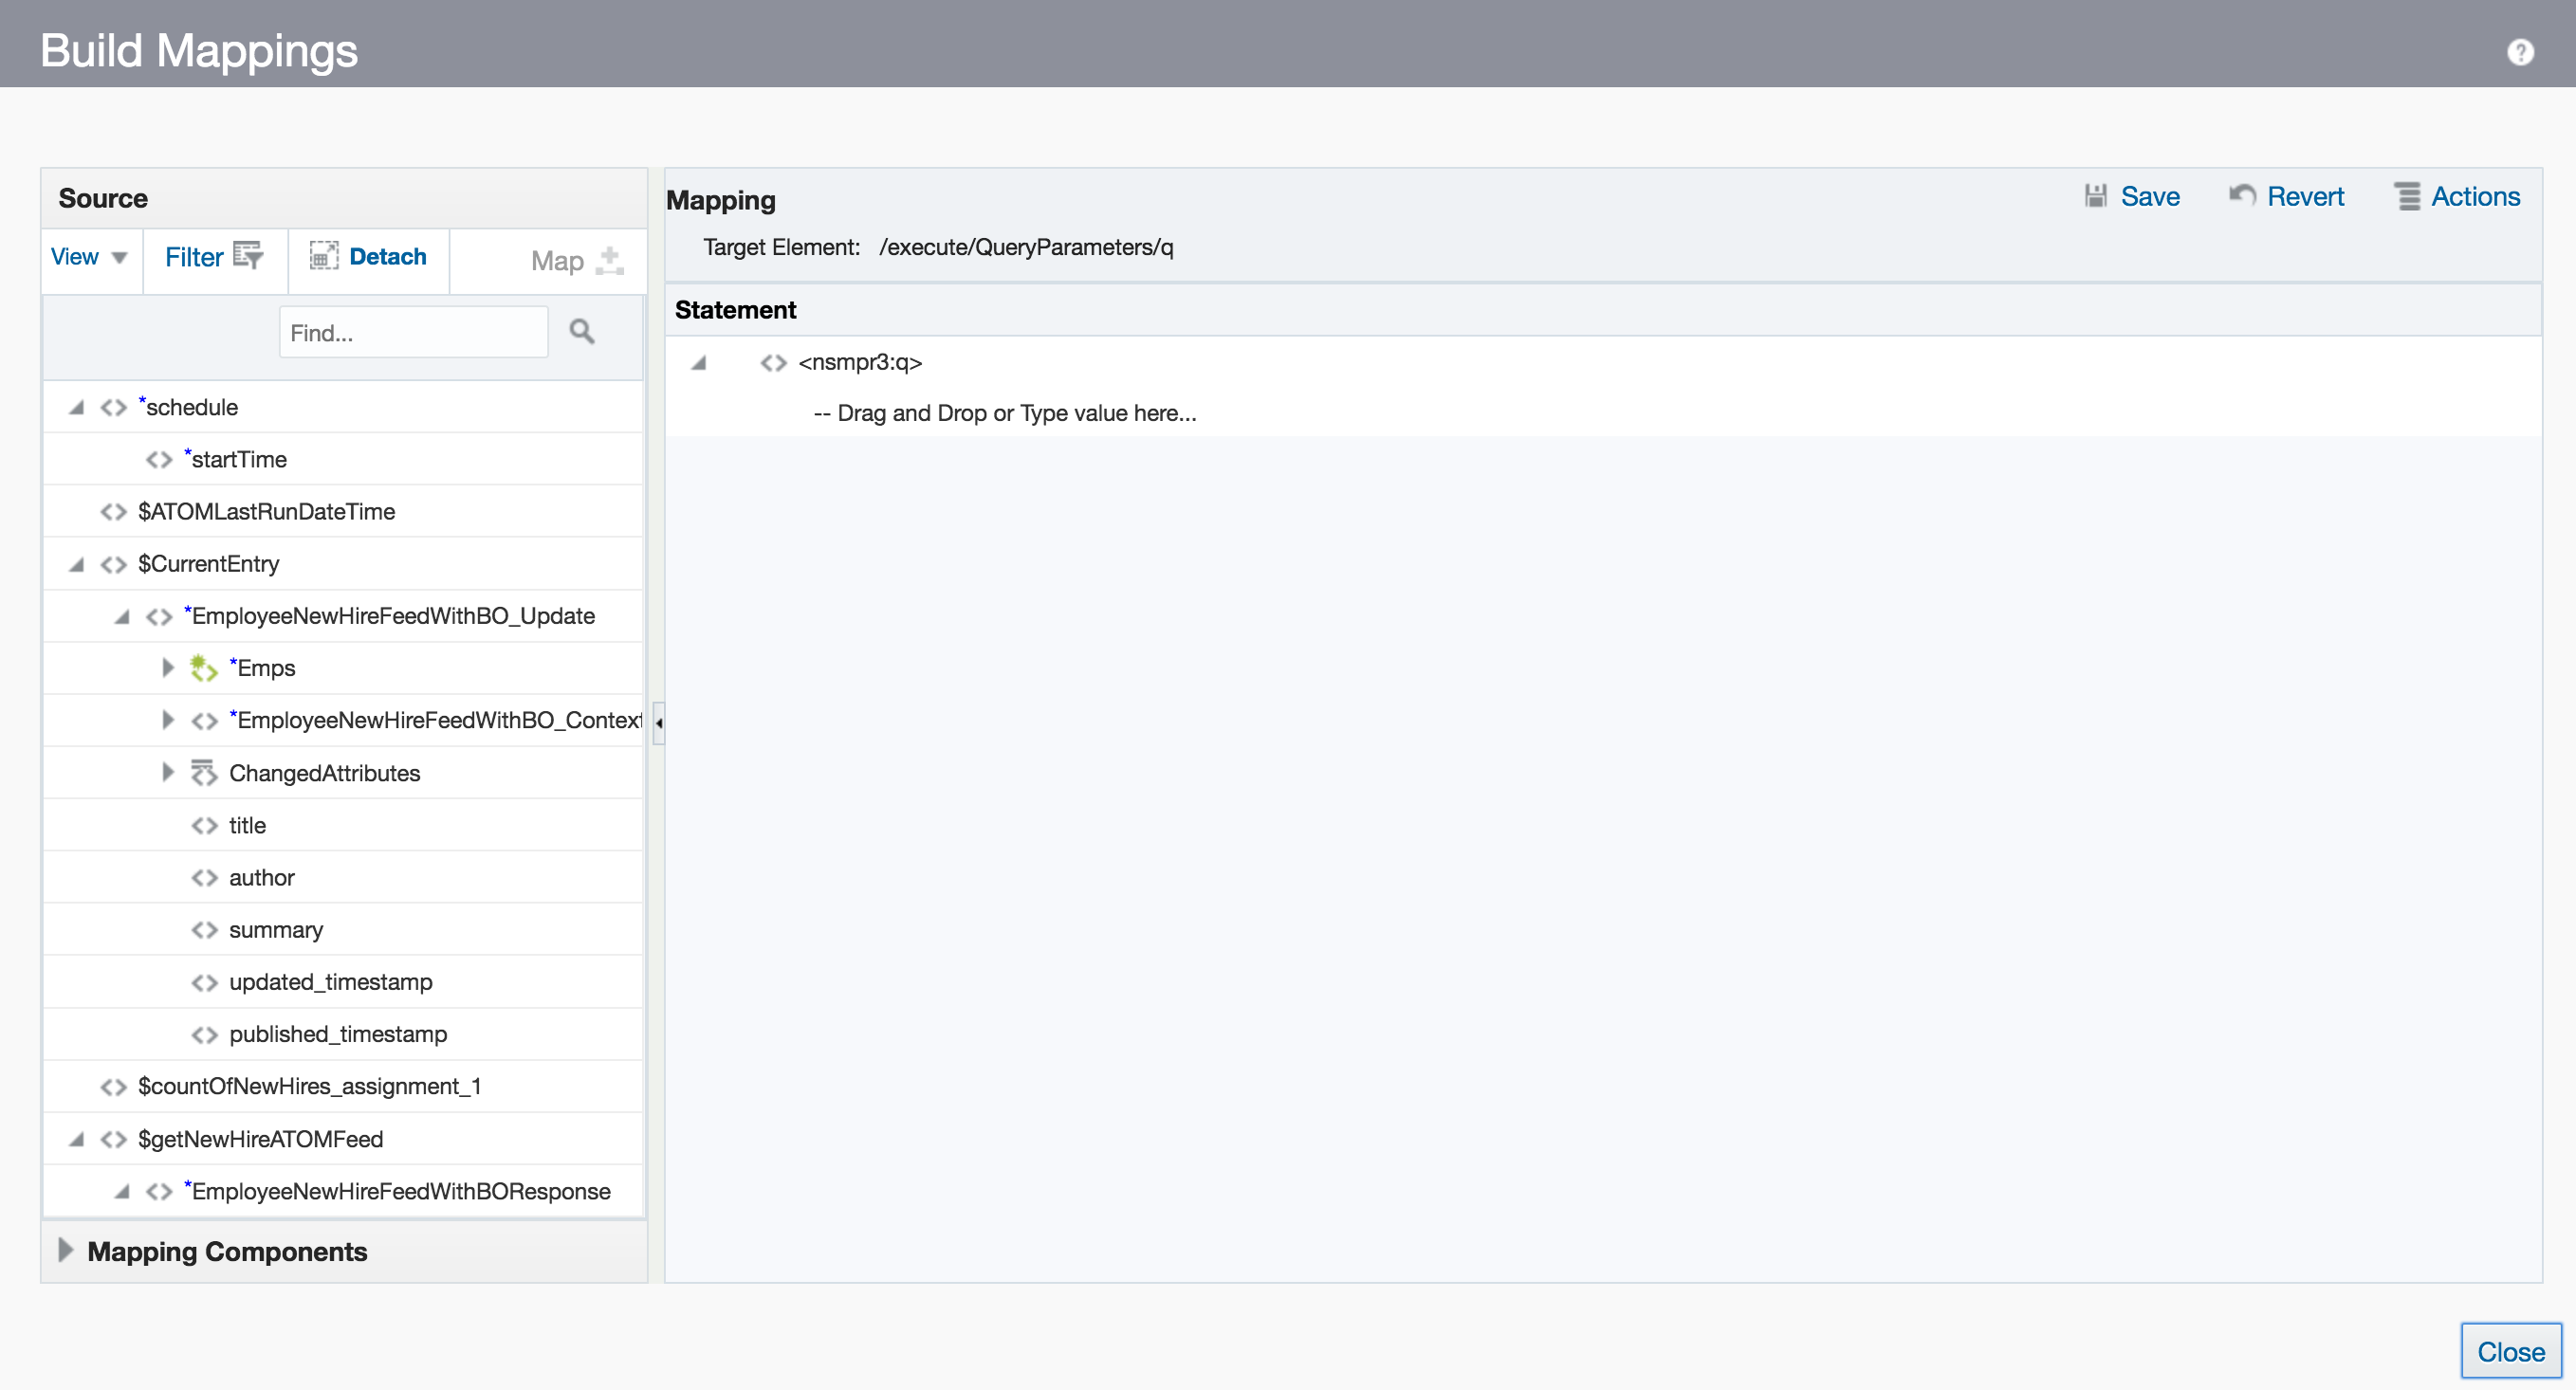 Build Mappings
?
Source
View Filter Detach Map
Find...
*schedule
*startTime
$ATOMLastRunDateTime
$CurrentEntry
*EmployeeNewHireFeedWithBO_Update
*Emps
*EmployeeNewHireFeedWithBO_Context
ChangedAttributes
title
author
summary
updated_timestamp
published_timestamp
$countOfNewHires_assignment_1
$getNewHireATOMFeed
*EmployeeNewHireFeedWithBOResponse
Mapping Components
Mapping
Save Revert Actions
Target Element: /execute/QueryParameters/q
Statement
<nsmpr3:q>
-- Drag and Drop or Type value here...
Close